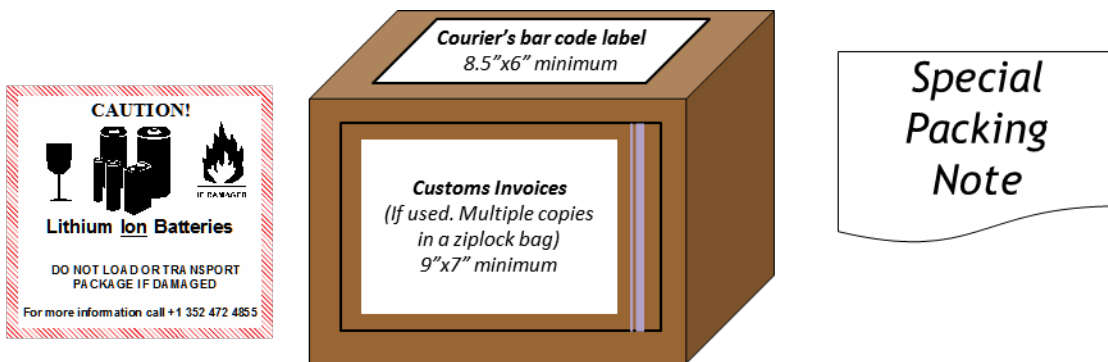 CAUTION!
IF DAMAGED
Lithium Ion Batteries
DO NOT LOAD OR TRANSPORT
PACKAGE IF DAMAGED
For more information call +1 352 472 4855
Courier's bar code label
8.5”x6” minimum
Customs Invoices
(If used. Multiple copies
in a ziplock bag)
9”x7” minimum
Special
Packing
Note